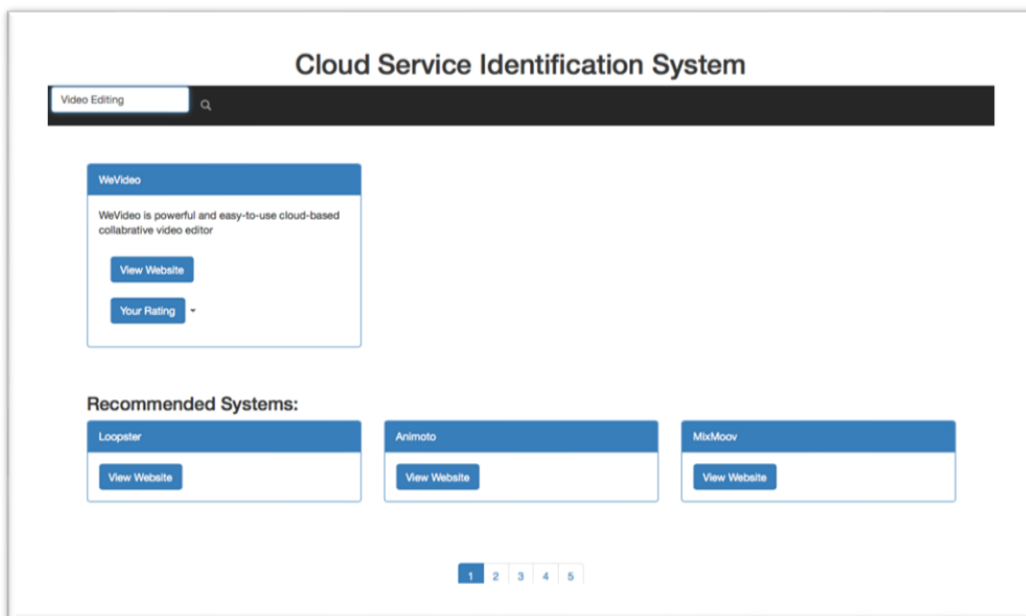 Cloud Service Identification System
Video Editing
WeVideo
WeVideo is powerful and easy-to-use cloud-based
collabrative video editor
View Website
Your Rating
Recommended Systems:
Loopster
Animoto
MixMoov
View Website
View Website
View Website
1 2 3 4 5